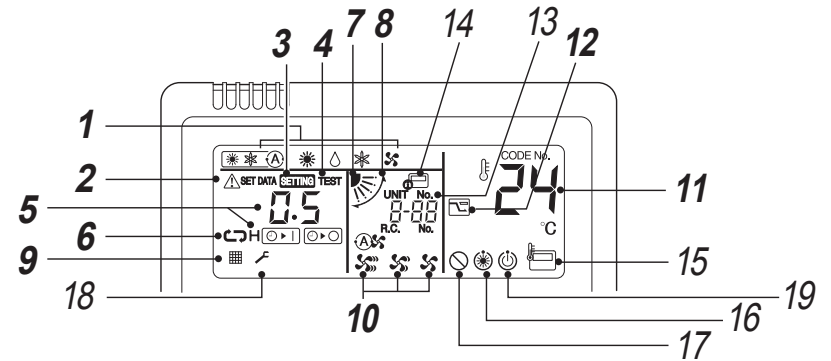 7 8 14 13 12
3 4
1
A
CODE No.
2 SET DATA SETTING TEST
UNIT No.
24 11
5 0.5
8-88
°C
6 H
R.C. No.
A
9
15
18 10 19
16
17